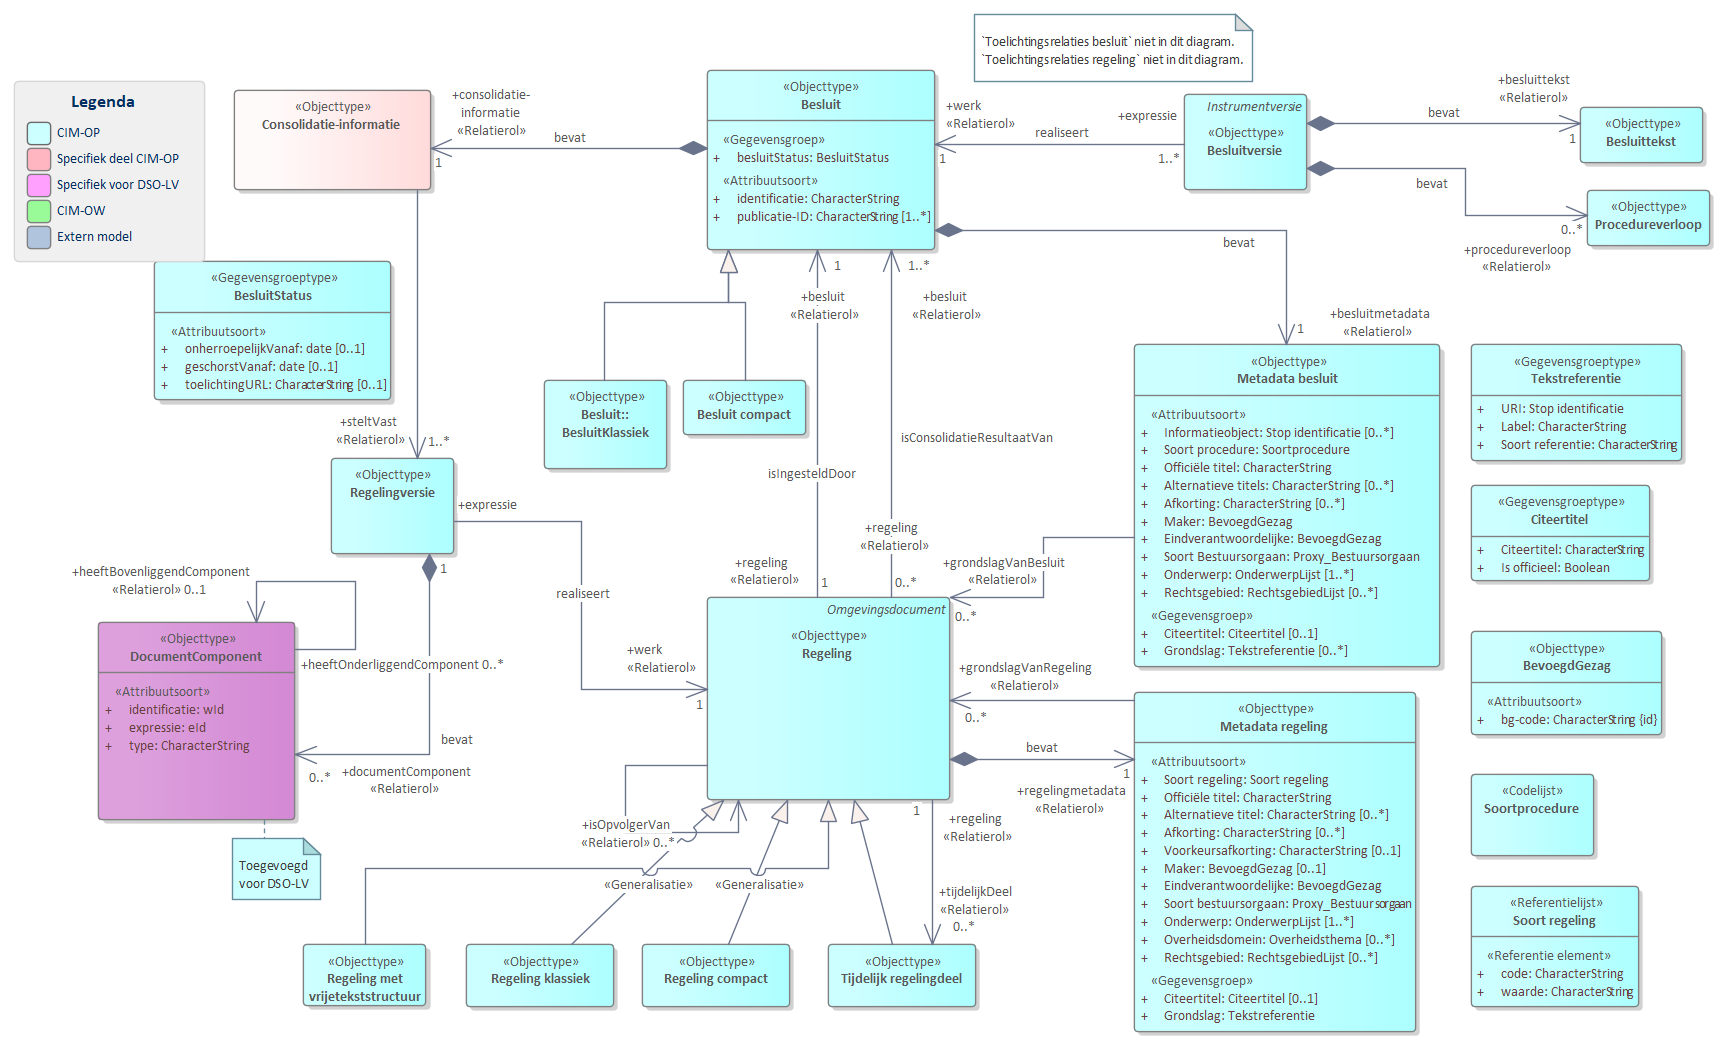 `Toelichtingsrelaties besluit` niet in dit diagram.
`Toelichtingsrelaties regeling` niet in dit diagram.
Legenda
CIM-OP
Specifiek deel CIM-OP
Specifiek voor DSO-LV
CIM-OW
Extern model
«Objecttype»
Consolidatie-informatie
+consolidatie-
informatie
«Relatierol»
bevat
1
«Objecttype»
Besluit
«Gegevensgroep»
+ besluitStatus: BesluitStatus
«Attribuutsoort»
+ identificatie: CharacterString
+ publicatie-ID: CharacterString [1..*]
+werk
«Relatierol»
1
realiseert
+expressie
1..*
Instrumentversie
«Objecttype»
Besluitversie
bevat
+besluittekst
«Relatierol»
1
«Objecttype»
Besluittekst
bevat
0..*
+procedureverloop
«Relatierol»
«Objecttype»
Procedureverloop
bevat
+besluitmetadata
«Relatierol»
1
«Gegevensgroeptype»
BesluitStatus
«Attribuutsoort»
+ onherroepelijkVanaf: date [0..1]
+ geschorstVanaf: date [0..1]
+ toelichtingURL: CharacterString [0..1]
1
+besluit
«Relatierol»
1..*
+besluit
«Relatierol»
«Objecttype»
Besluit::
BesluitKlassiek
«Objecttype»
Besluit compact
isConsolidatieResultaatVan
isIngesteldDoor
+steltVast
«Relatierol»
1..*
«Objecttype»
Regelingversie
+expressie
realiseert
+werk
«Relatierol»
1
+regeling
«Relatierol»
1
+regeling
«Relatierol»
0..*
«Objecttype»
Metadata besluit
«Attribuutsoort»
+ Informatieobject: Stop identificatie [0..*]
+ Soort procedure: Soortprocedure
+ Officiële titel: CharacterString
+ Alternatieve titels: CharacterString [0..*]
+ Afkorting: CharacterString [0..*]
+ Maker: BevoegdGezag
+ Eindverantwoordelijke: BevoegdGezag
+ Soort Bestuursorgaan: Proxy_Bestuursorgaan
+ Onderwerp: OnderwerpLijst [1..*]
+ Rechtsgebied: RechtsgebiedLijst [0..*]
«Gegevensgroep»
+ Citeertitel: Citeertitel [0..1]
+ Grondslag: Tekstreferentie [0..*]
«Gegevensgroeptype»
Tekstreferentie
+ URI: Stop identificatie
+ Label: CharacterString
+ Soort referentie: CharacterString
«Gegevensgroeptype»
Citeertitel
+ Citeertitel: CharacterString
+ Is officieel: Boolean
«Objecttype»
BevoegdGezag
«Attribuutsoort»
+ bg-code: CharacterString {id}
«Codelijst»
Soortprocedure
«Referentielijst»
Soort regeling
«Referentie element»
+ code: CharacterString
+ waarde: CharacterString
+grondslagVanBesluit
«Relatierol»
0..*
Omgevingsdocument
«Objecttype»
Regeling
+grondslagVanRegeling
«Relatierol»
0..*
bevat
1
+regelingmetadata
«Relatierol»
«Objecttype»
Metadata regeling
«Attribuutsoort»
+ Soort regeling: Soort regeling
+ Officiële titel: CharacterString
+ Alternatieve titel: CharacterString [0..*]
+ Afkorting: CharacterString [0..*]
+ Voorkeursafkorting: CharacterString [0..1]
+ Maker: BevoegdGezag [0..1]
+ Eindverantwoordelijke: BevoegdGezag
+ Soort bestuursorgaan: Proxy_Bestuursorgaan
+ Onderwerp: OnderwerpLijst [1..*]
+ Overheidsdomein: Overheidsthema [0..*]
+ Rechtsgebied: RechtsgebiedLijst [0..*]
«Gegevensgroep»
+ Citeertitel: Citeertitel [0..1]
+ Grondslag: Tekstreferentie
+heeftBovenliggendComponent
«Relatierol» 0..1
1
+heeftOnderliggendComponent 0..*
«Objecttype»
DocumentComponent
«Attribuutsoort»
+ identificatie: wId
+ expressie: eId
+ type: CharacterString
bevat
0..*
+documentComponent
«Relatierol»
Toegevoegd
voor DSO-LV
+isOpvolgerVan
«Relatierol» 0..*
«Generalisatie»
«Generalisatie»
1
+regeling
«Relatierol»
+tijdelijkDeel
«Relatierol»
0..*
«Objecttype»
Regeling met
vrijetekststructuur
«Objecttype»
Regeling klassiek
«Objecttype»
Regeling compact
«Objecttype»
Tijdelijk regelingdeel